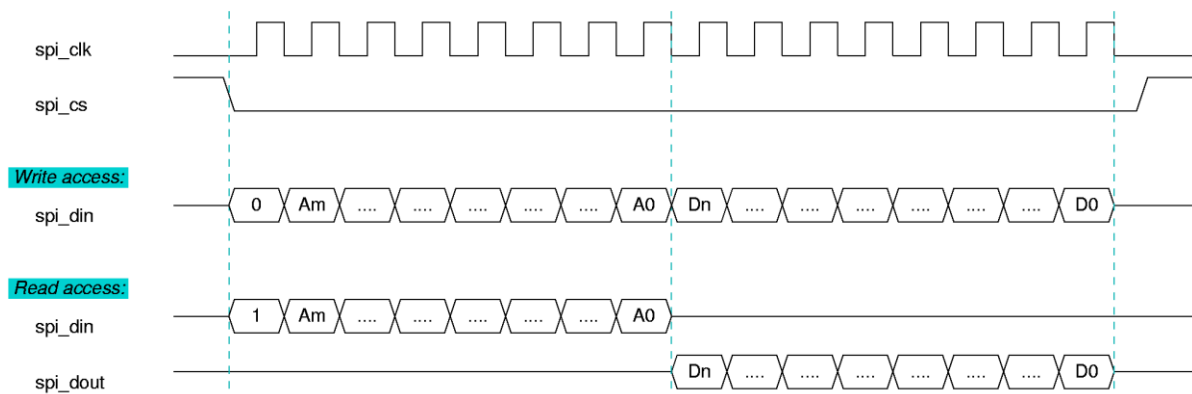 spi_clk
spi_cs
Write access:
spi_din 0 Am .... .... .... .... .... A0 Dn .... .... .... .... .... .... D0
Read access:
spi_din 1 Am .... .... .... .... .... A0
spi_dout Dn .... .... .... .... .... .... D0